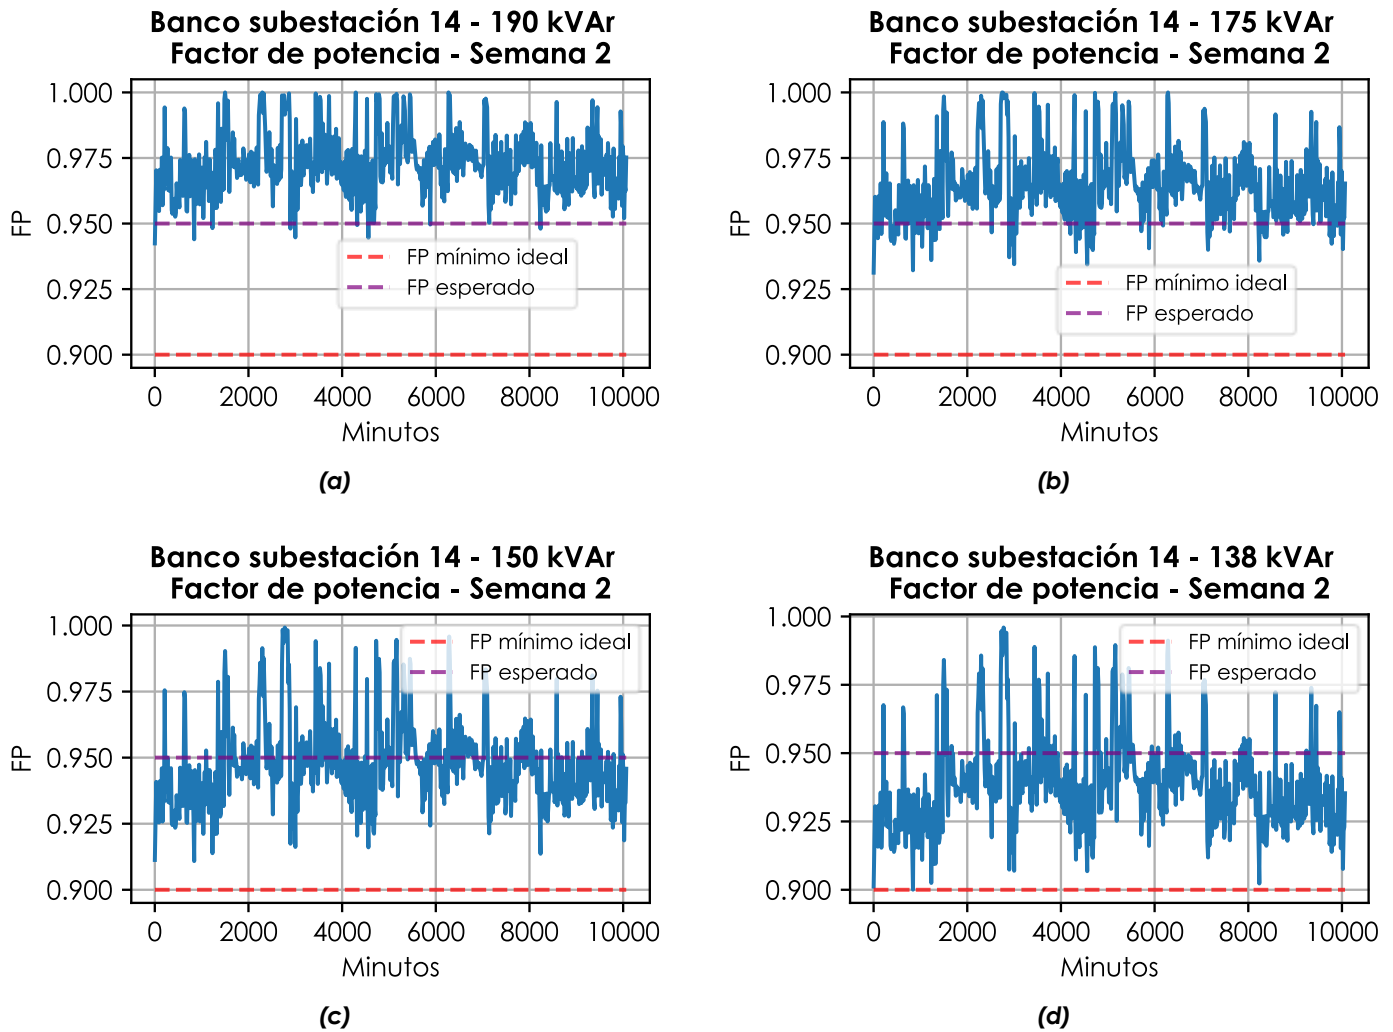 Banco subestación 14 - 190 kVAr
Factor de potencia - Semana 2
1.000
0.975
0.950
0.925
0.900
FP
FP mínimo ideal
FP esperado
0 2000 4000 6000 8000 10000
Minutos
(a)
Banco subestación 14 - 175 kVAr
Factor de potencia - Semana 2
1.000
0.975
0.950
0.925
0.900
FP
FP mínimo ideal
FP esperado
0 2000 4000 6000 8000 10000
Minutos
(b)
Banco subestación 14 - 150 kVAr
Factor de potencia - Semana 2
1.000
0.975
0.950
0.925
0.900
FP
FP mínimo ideal
FP esperado
0 2000 4000 6000 8000 10000
Minutos
(c)
Banco subestación 14 - 138 kVAr
Factor de potencia - Semana 2
1.000
0.975
0.950
0.925
0.900
FP
FP mínimo ideal
FP esperado
0 2000 4000 6000 8000 10000
Minutos
(d)